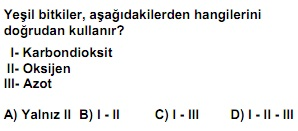 Yeşil bitkiler, aşağıdakilerden hangilerini
doğrudan kullanır?
I- Karbondioksit
II- Oksijen
III- Azot
A) Yalnız II B) I - II C) I - III D) I - II - III